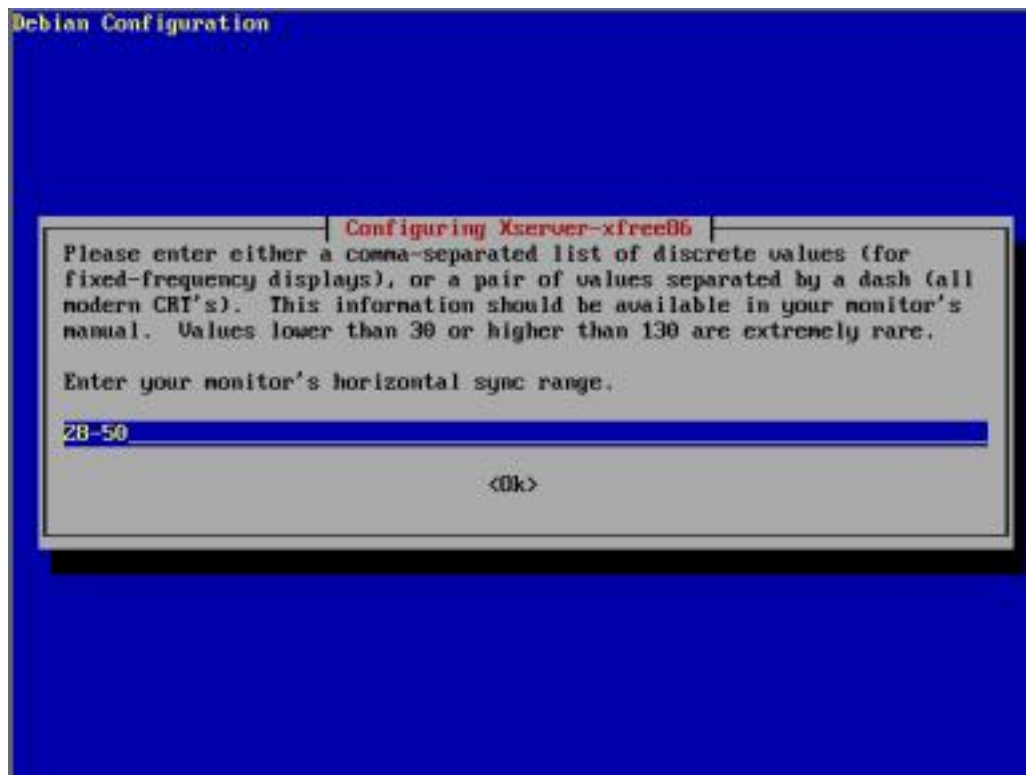 Debian Configuration
Configuring Xserver-xfree86
Please enter either a comma-separated list of discrete values (for
fixed-frequency displays), or a pair of values separated by a dash (all
modern CRT's). This information should be available in your monitor's
manual. Values lower than 30 or higher than 130 are extremely rare.
Enter your monitor's horizontal sync range.
28-50
<Ok>